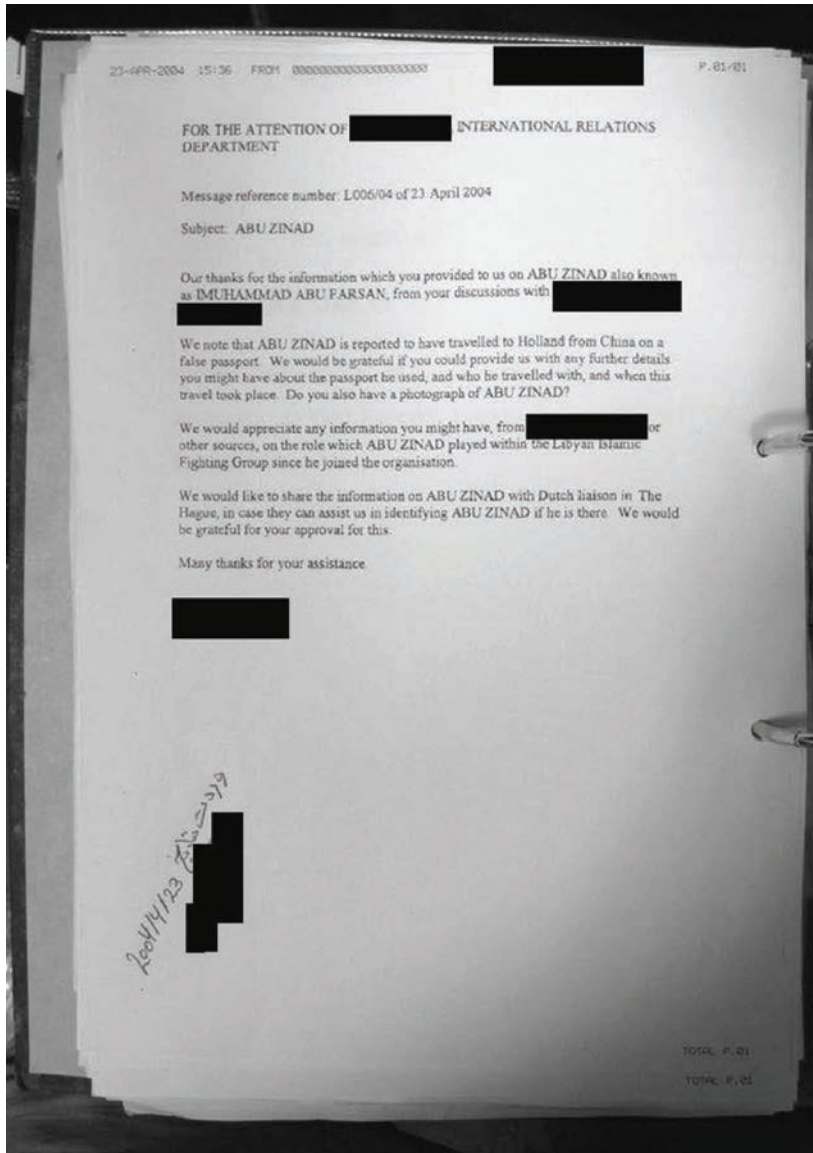 23-APR-2004 15:36 FROM 00000000000000000000
P.01/01
FOR THE ATTENTION OF INTERNATIONAL RELATIONS
DEPARTMENT
Message reference number: L006/04 of 23 April 2004
Subject: ABU ZINAD
Our thanks for the information which you provided to us on ABU ZINAD also known
as IMUHAMMAD ABU FARSAN, from your discussions with
We note that ABU ZINAD is reported to have travelled to Holland from China on a
false passport. We would be grateful if you could provide us with any further details
you might have about the passport he used, and who he travelled with, and when this
travel took place. Do you also have a photograph of ABU ZINAD?
We would appreciate any information you might have, from or
other sources, on the role which ABU ZINAD played within the Libyan Islamic
Fighting Group since he joined the organisation.
We would like to share the information on ABU ZINAD with Dutch liaison in The
Hague, in case they can assist us in identifying ABU ZINAD if he is there. We would
be grateful for your approval for this.
Many thanks for your assistance.
وردت بتاريخ 2004/4/23
TOTAL P.01
TOTAL P.01